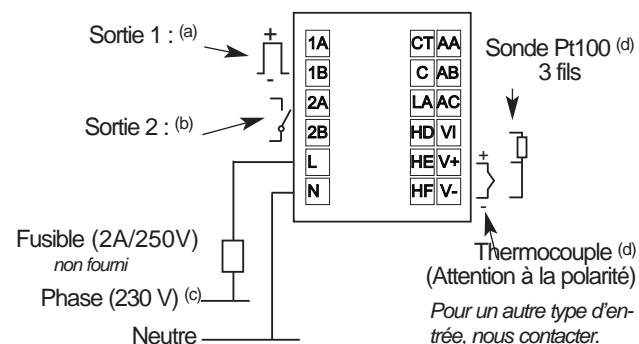 Sortie 1 : (a)
+
-
Sortie 2 : (b)
1A
1B
2A
2B
L
N
CT AA
C AB
LA AC
HD VI
HE V+
HF V-
Sonde Pt100 (d)
3 fils
+
-
Thermocouple (d)
(Attention à la polarité)
Pour un autre type d'en-
trée, nous contacter.
Fusible (2A/250V)
non fourni
Phase (230 V) (c)
Neutre